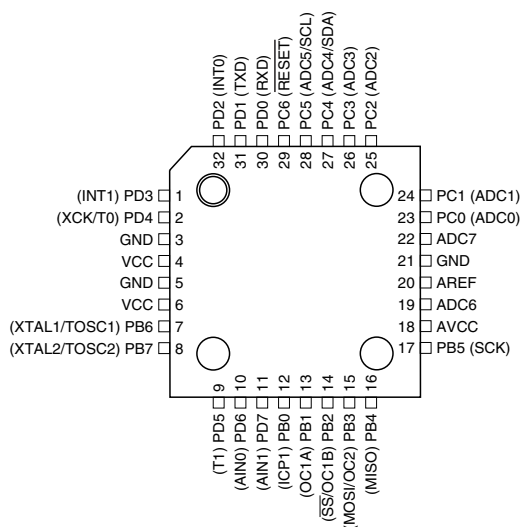 PD2 (INT0)
PD1 (TXD)
PD0 (RXD)
PC6 (RESET)
PC5 (ADC5/SCL)
PC4 (ADC4/SDA)
PC3 (ADC3)
PC2 (ADC2)
32
31
30
29
28
27
26
25
(INT1) PD3 1
(XCK/T0) PD4 2
GND 3
VCC 4
GND 5
VCC 6
(XTAL1/TOSC1) PB6 7
(XTAL2/TOSC2) PB7 8
24 PC1 (ADC1)
23 PC0 (ADC0)
22 ADC7
21 GND
20 AREF
19 ADC6
18 AVCC
17 PB5 (SCK)
9
10
11
12
13
14
15
16
(T1) PD5
(AIN0) PD6
(AIN1) PD7
(ICP1) PB0
(OC1A) PB1
(SS/OC1B) PB2
(MOSI/OC2) PB3
(MISO) PB4